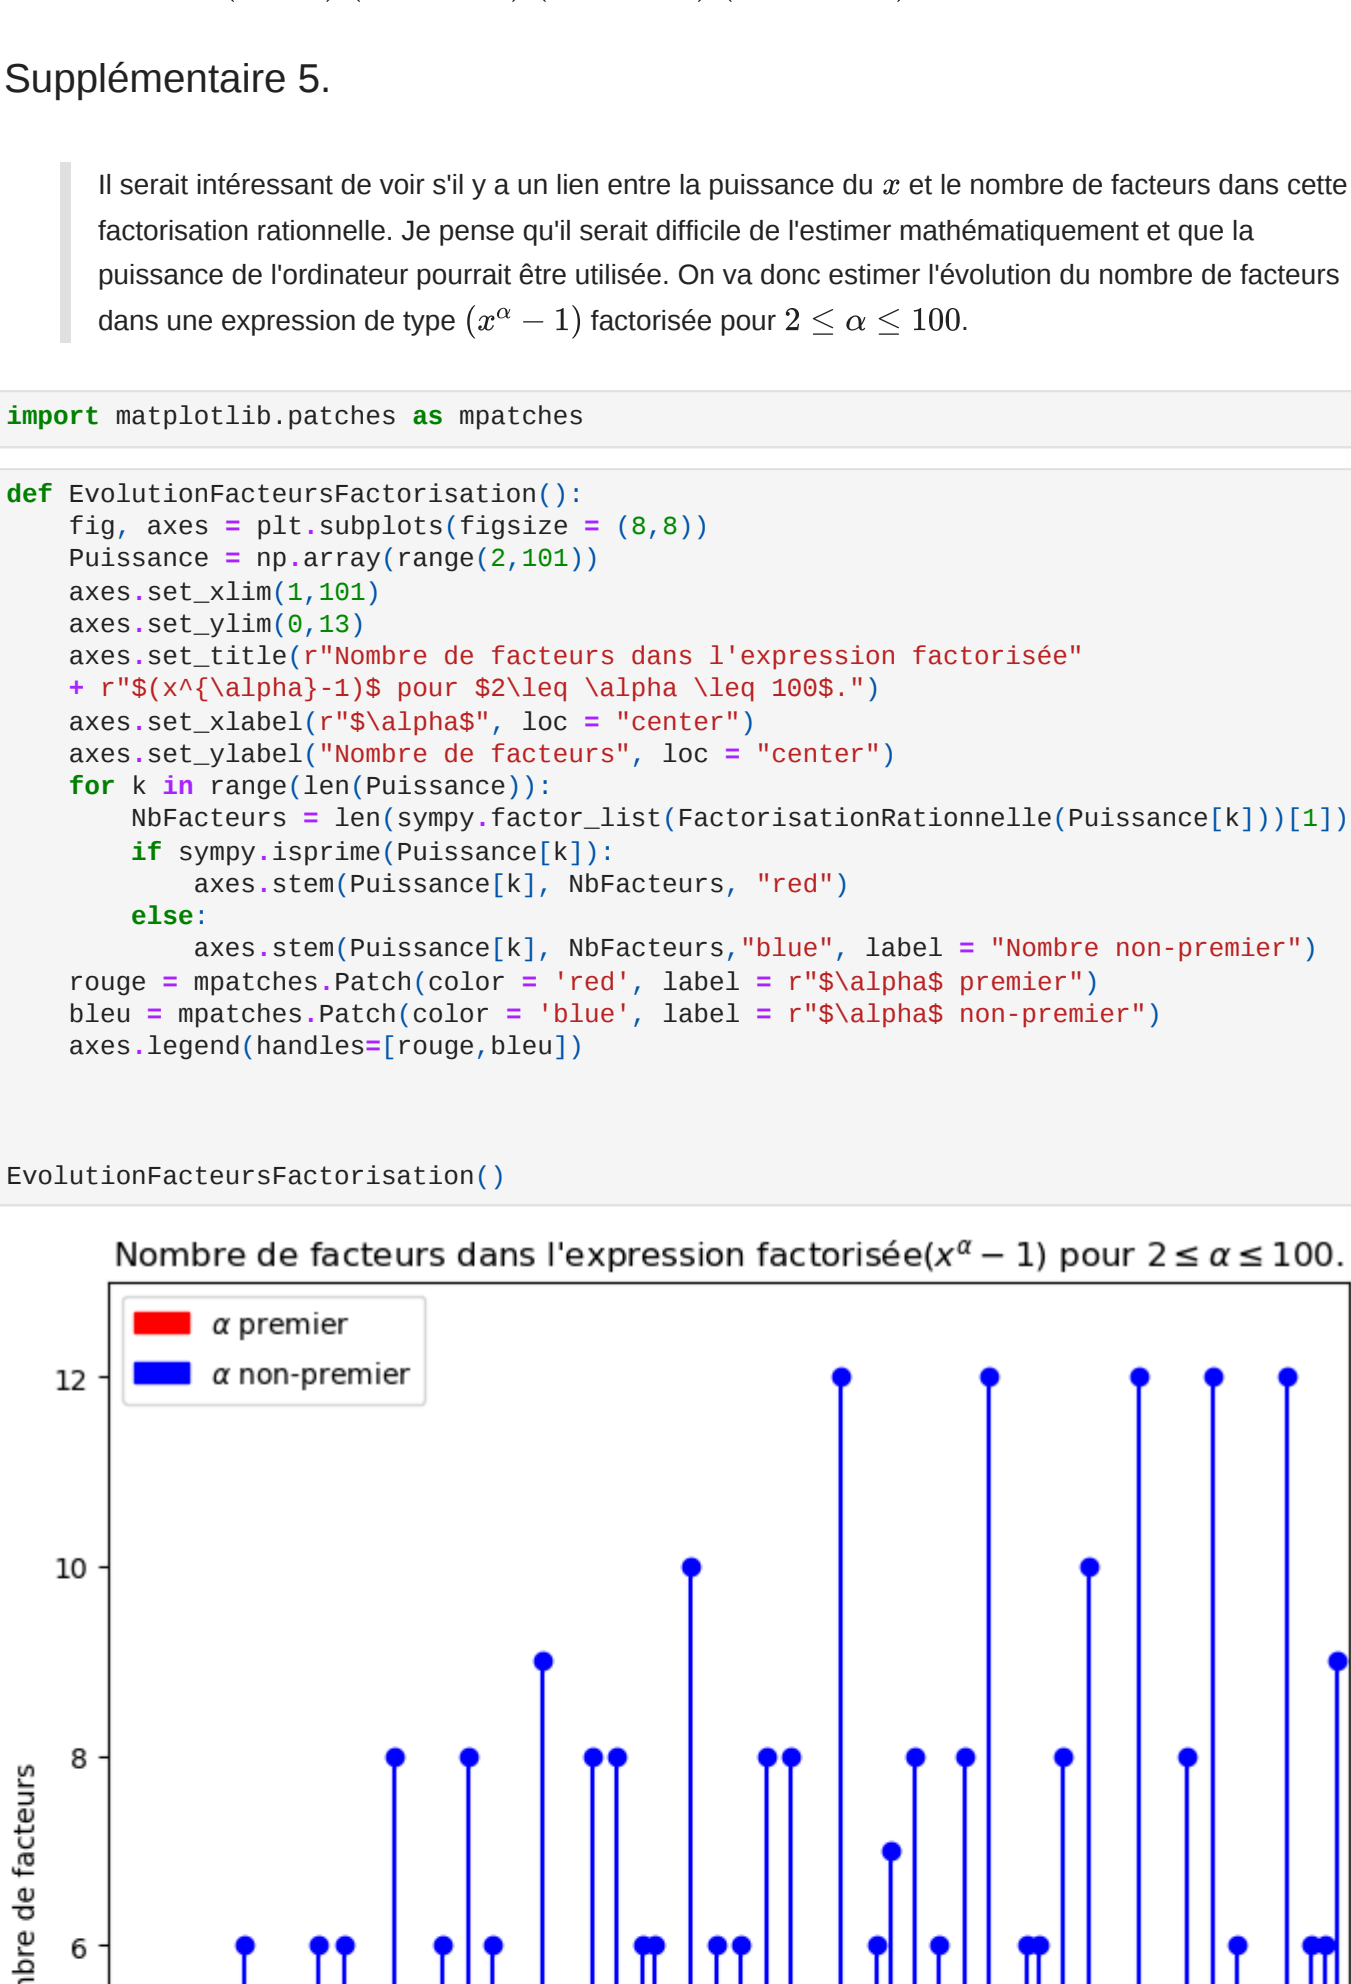 Supplémentaire 5.
Il serait intéressant de voir s'il y a un lien entre la puissance du x et le nombre de facteurs dans cette
factorisation rationnelle. Je pense qu'il serait difficile de l'estimer mathématiquement et que la
puissance de l'ordinateur pourrait être utilisée. On va donc estimer l'évolution du nombre de facteurs
dans une expression de type (x^α − 1) factorisée pour 2 ≤ α ≤ 100.
import matplotlib.patches as mpatches
def EvolutionFacteursFactorisation():
    fig, axes = plt.subplots(figsize = (8,8))
    Puissance = np.array(range(2,101))
    axes.set_xlim(1,101)
    axes.set_ylim(0,13)
    axes.set_title(r"Nombre de facteurs dans l'expression factorisée"
    + r"$(x^{\alpha}-1)$ pour $2\leq \alpha \leq 100$.")
    axes.set_xlabel(r"$\alpha$", loc = "center")
    axes.set_ylabel("Nombre de facteurs", loc = "center")
    for k in range(len(Puissance)):
        NbFacteurs = len(sympy.factor_list(FactorisationRationnelle(Puissance[k]))[1])
        if sympy.isprime(Puissance[k]):
            axes.stem(Puissance[k], NbFacteurs, "red")
        else:
            axes.stem(Puissance[k], NbFacteurs,"blue", label = "Nombre non-premier")
    rouge = mpatches.Patch(color = 'red', label = r"$\alpha$ premier")
    bleu = mpatches.Patch(color = 'blue', label = r"$\alpha$ non-premier")
    axes.legend(handles=[rouge,bleu])
EvolutionFacteursFactorisation()
Nombre de facteurs dans l'expression factorisée(x^α − 1) pour 2 ≤ α ≤ 100.
α premier
α non-premier
12
10
8
6
mbre de facteurs